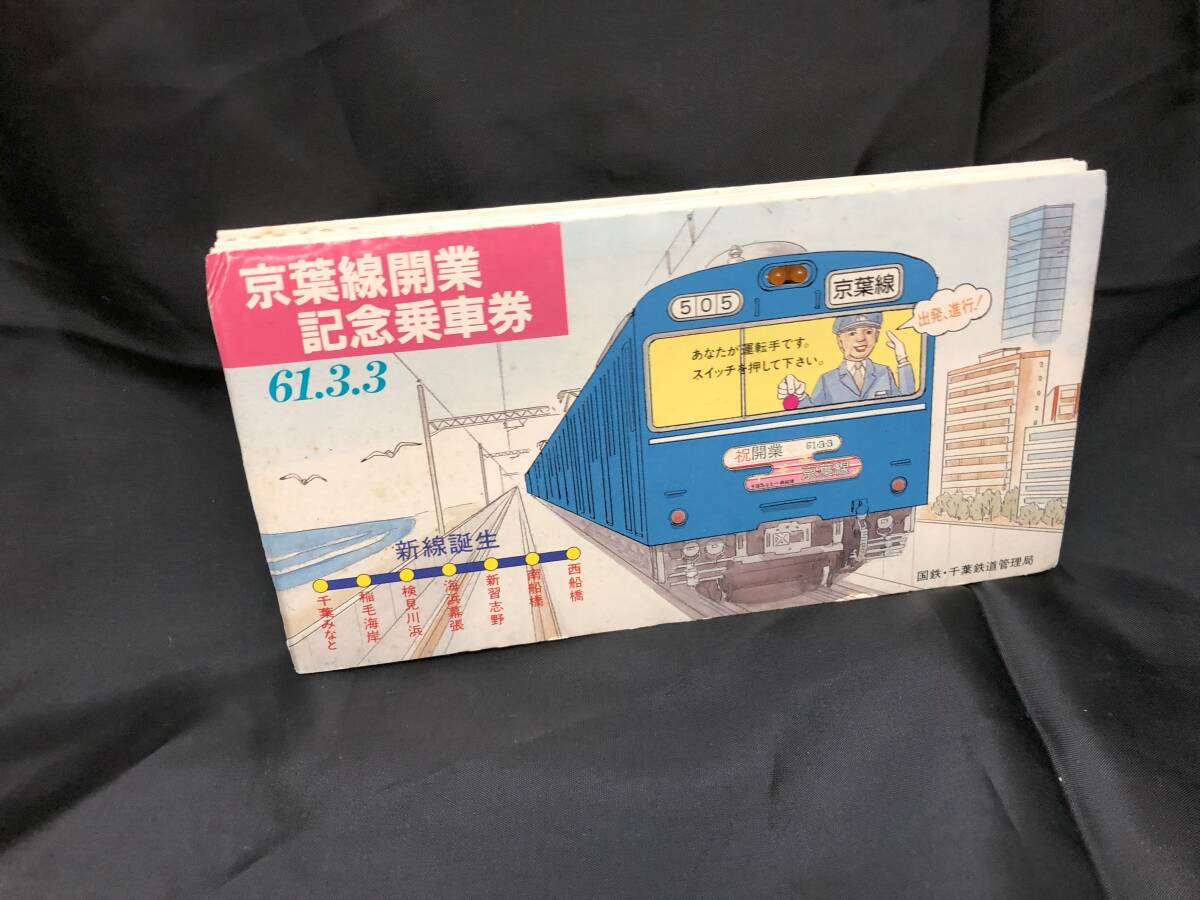 京葉線開業
記念乗車券
61.3.3
505
京葉線
出発、進行!
あなたが運転手です。
スイッチを押して下さい。
祝開業 61-3-3
京葉線
新線誕生
千葉みなと
稲毛海岸
検見川浜
海浜幕張
新習志野
南船橋
西船橋
国鉄・千葉鉄道管理局